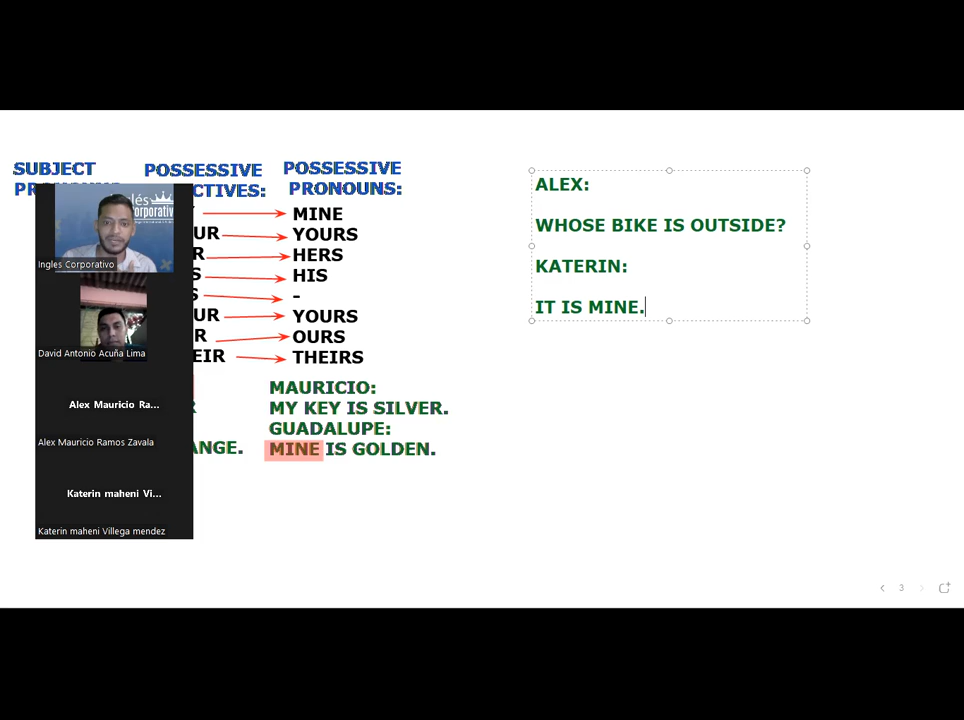 SUBJECT
POSSESSIVE
POSSESSIVE
PRONOUNS:
MINE
YOURS
HERS
HIS
-
YOURS
OURS
THEIRS
MAURICIO:
MY KEY IS SILVER.
GUADALUPE:
MINE IS GOLDEN.
ALEX:
WHOSE BIKE IS OUTSIDE?
KATERIN:
IT IS MINE.
Ingles Corporativo
David Antonio Acuña Lima
Alex Mauricio Ra...
Alex Mauricio Ramos Zavala
Katerin maheni Vi...
Katerin maheni Villega mendez
3